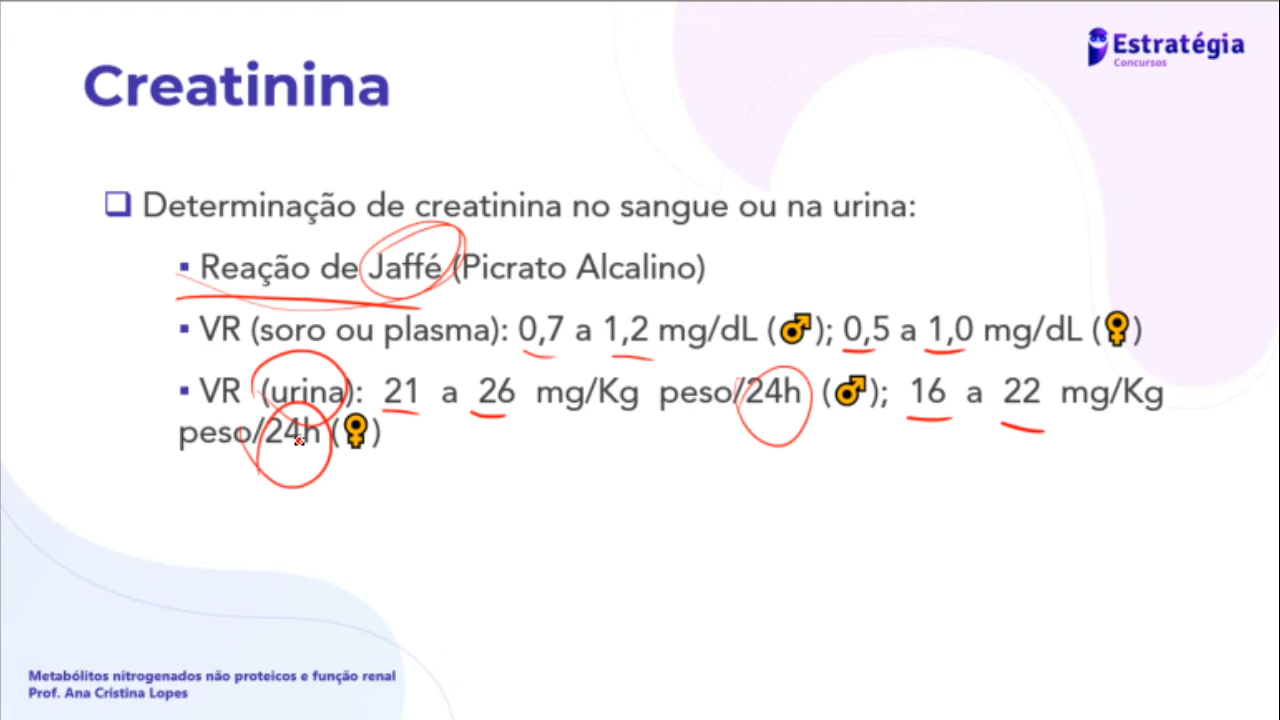 Estratégia
Concursos
Creatinina
Determinação de creatinina no sangue ou na urina:
Reação de Jaffé (Picrato Alcalino)
VR (soro ou plasma): 0,7 a 1,2 mg/dL (♂); 0,5 a 1,0 mg/dL (♀)
VR (urina): 21 a 26 mg/Kg peso/24h (♂); 16 a 22 mg/Kg
peso/24h (♀)
Metabólitos nitrogenados não proteicos e função renal
Prof. Ana Cristina Lopes